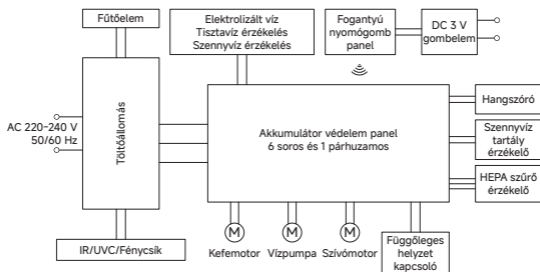 Fűtőelem
Elektrolizált víz
Tisztavíz érzékelés
Szennyvíz érzékelés
Fogantyú
nyomógomb
panel
DC 3 V
gombelem
AC 220-240 V
50/60 Hz
Töltőállomás
Akkumulátor védelem panel
6 soros és 1 párhuzamos
Hangszóró
Szennyvíz
tartály
érzékelő
HEPA szűrő
érzékelő
IR/UVC/Fénycsík
M
M
M
Kefemotor
Vízpumpa
Szívómotor
Függőleges
helyzet
kapcsoló